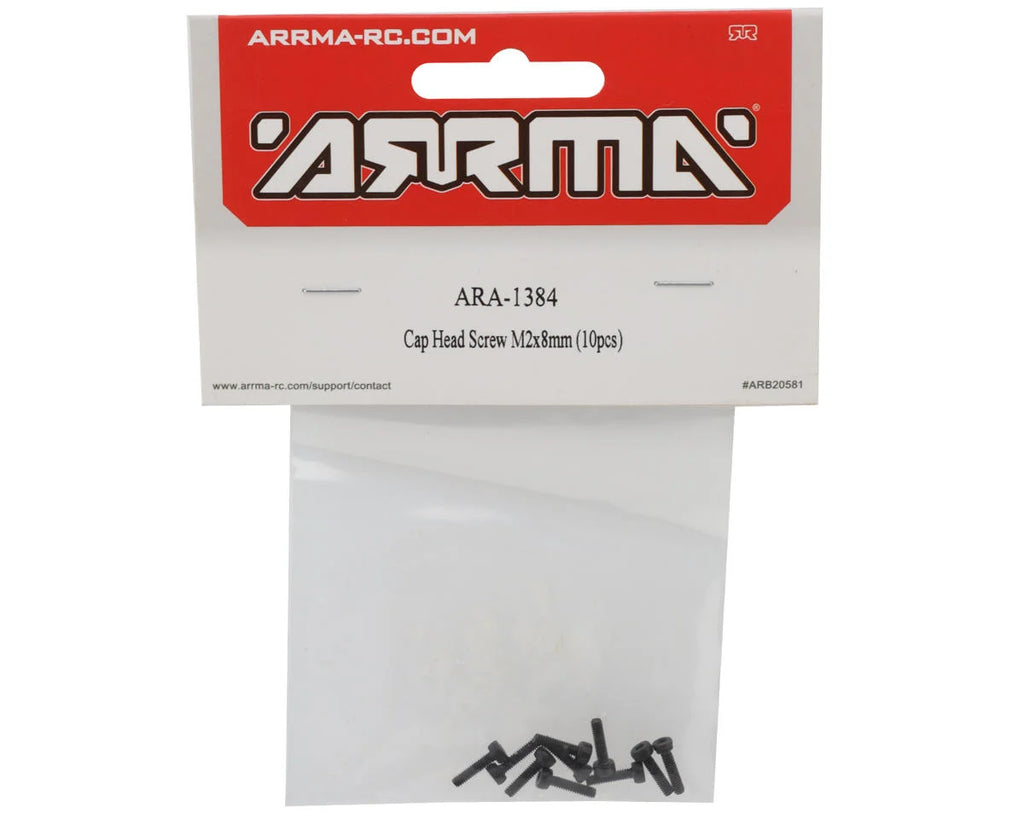 ARRMA-RC.COM
ARRMA®
ARA-1384
Cap Head Screw M2x8mm (10pcs)
www.arrma-rc.com/support/contact
#ARB20581